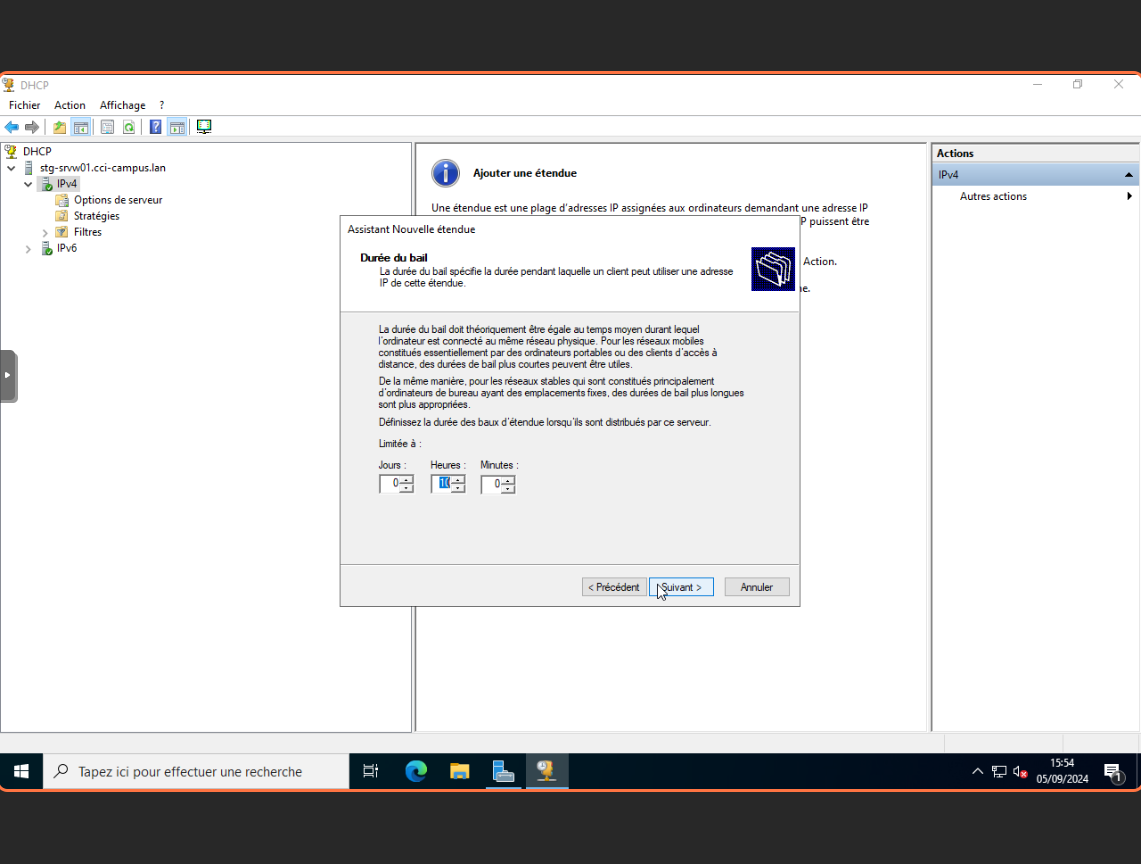 DHCP
Fichier Action Affichage ?
DHCP
stg-srvw01.cci-campus.lan
IPv4
Options de serveur
Stratégies
Filtres
IPv6
Ajouter une étendue
Une étendue est une plage d'adresses IP assignées aux ordinateurs demandant une adresse IP
P puissent être
Action.
ne.
Assistant Nouvelle étendue
Durée du bail
La durée du bail spécifie la durée pendant laquelle un client peut utiliser une adresse
IP de cette étendue.
La durée du bail doit théoriquement être égale au temps moyen durant lequel
l'ordinateur est connecté au même réseau physique. Pour les réseaux mobiles
constitués essentiellement par des ordinateurs portables ou des clients d'accès à
distance, des durées de bail plus courtes peuvent être utiles.
De la même manière, pour les réseaux stables qui sont constitués principalement
d'ordinateurs de bureau ayant des emplacements fixes, des durées de bail plus longues
sont plus appropriées.
Définissez la durée des baux d'étendue lorsqu'ils sont distribués par ce serveur.
Limitée à :
Jours : Heures : Minutes :
0 0
< Précédent Suivant > Annuler
Actions
IPv4
Autres actions
Tapez ici pour effectuer une recherche
15:54
05/09/2024
1